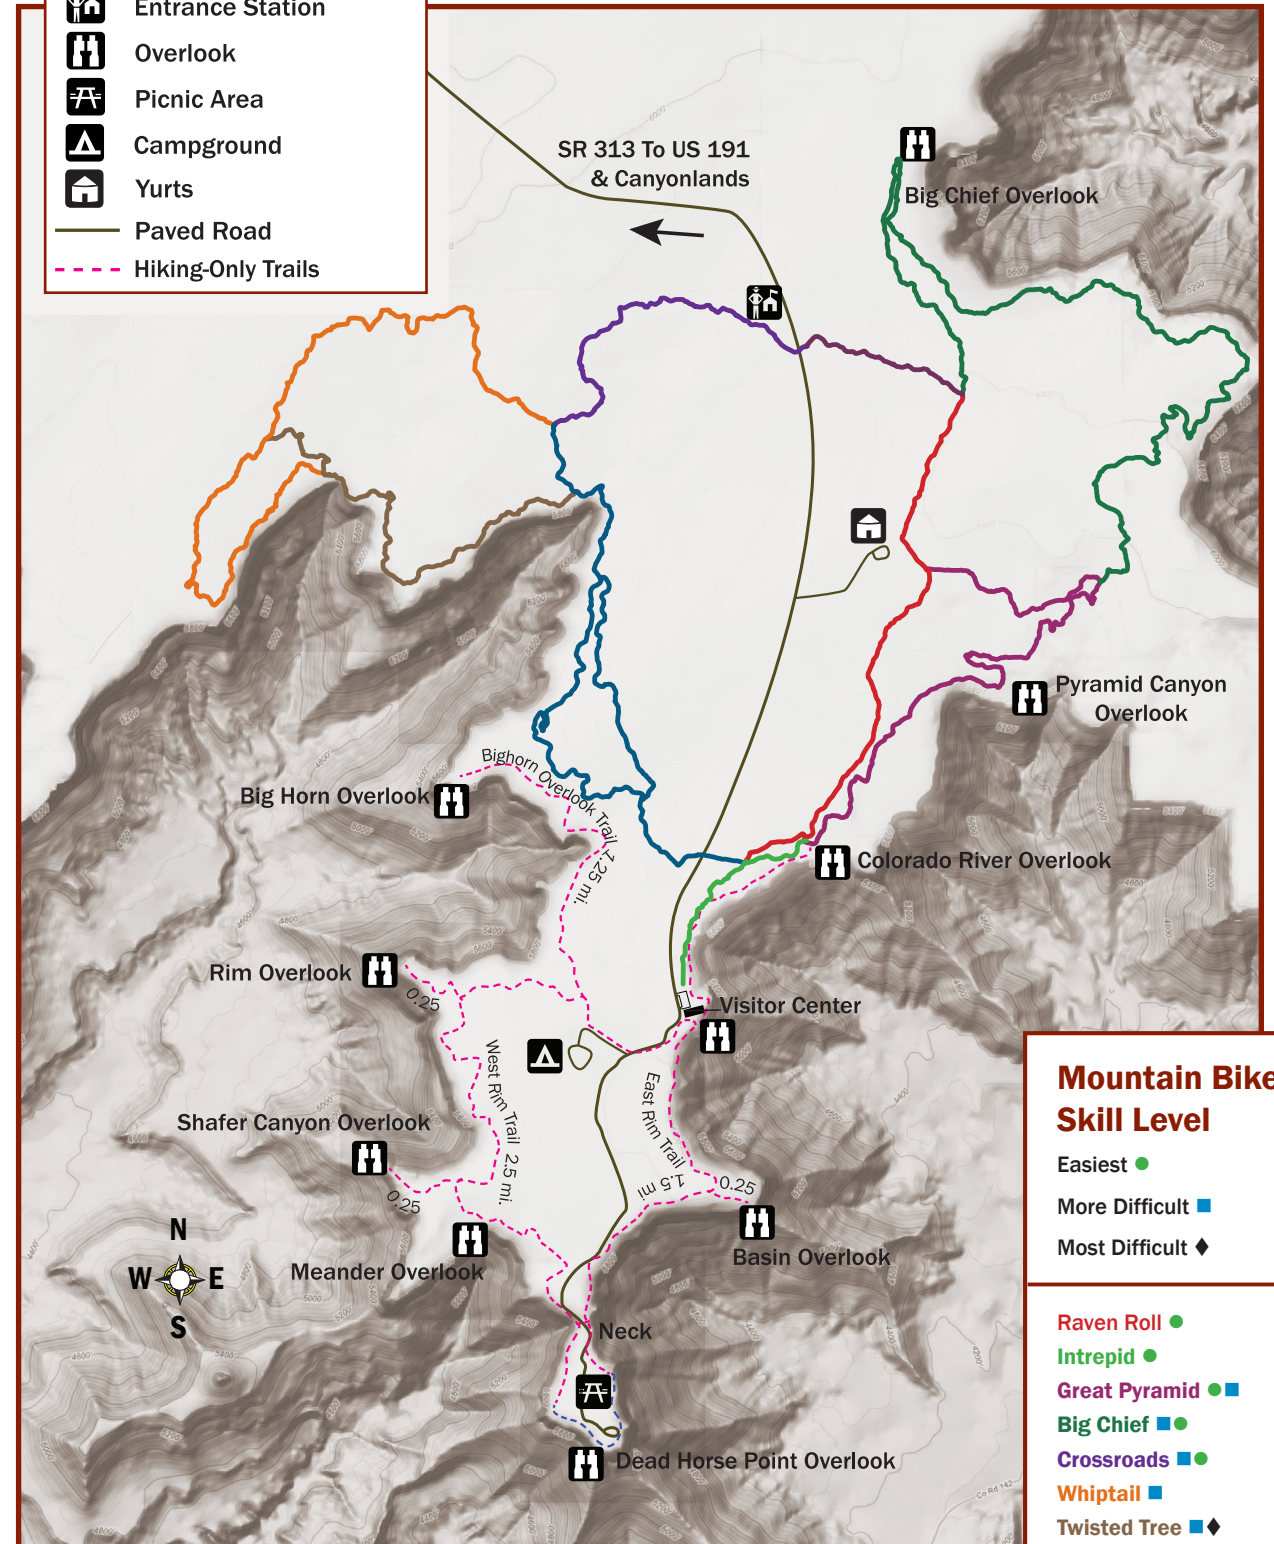 Entrance Station
Overlook
Picnic Area
Campground
Yurts
Paved Road
Hiking-Only Trails
SR 313 To US 191
& Canyonlands
Big Chief Overlook
Pyramid Canyon
Overlook
Bighorn Overlook Trail 1.25 mi.
Big Horn Overlook
Colorado River Overlook
Rim Overlook
0.25
Visitor Center
West Rim Trail 2.5 mi.
East Rim Trail 1.5 mi
Shafer Canyon Overlook
0.25
0.25
Meander Overlook
Basin Overlook
N
W E
S
Neck
Dead Horse Point Overlook
Co Rd 142
Mountain Bike
Skill Level
Easiest
More Difficult
Most Difficult
Raven Roll
Intrepid
Great Pyramid
Big Chief
Crossroads
Whiptail
Twisted Tree